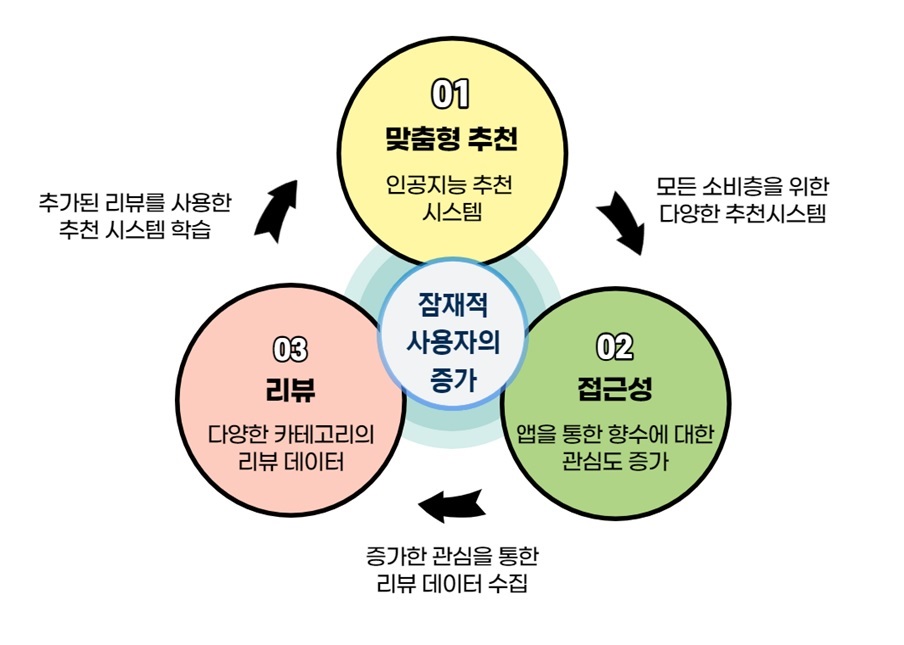 01
맞춤형 추천
인공지능 추천
시스템
모든 소비층을 위한
다양한 추천시스템
추가된 리뷰를 사용한
추천 시스템 학습
잠재적
사용자의
증가
02
접근성
앱을 통한 향수에 대한
관심도 증가
03
리뷰
다양한 카테고리의
리뷰 데이터
증가한 관심을 통한
리뷰 데이터 수집